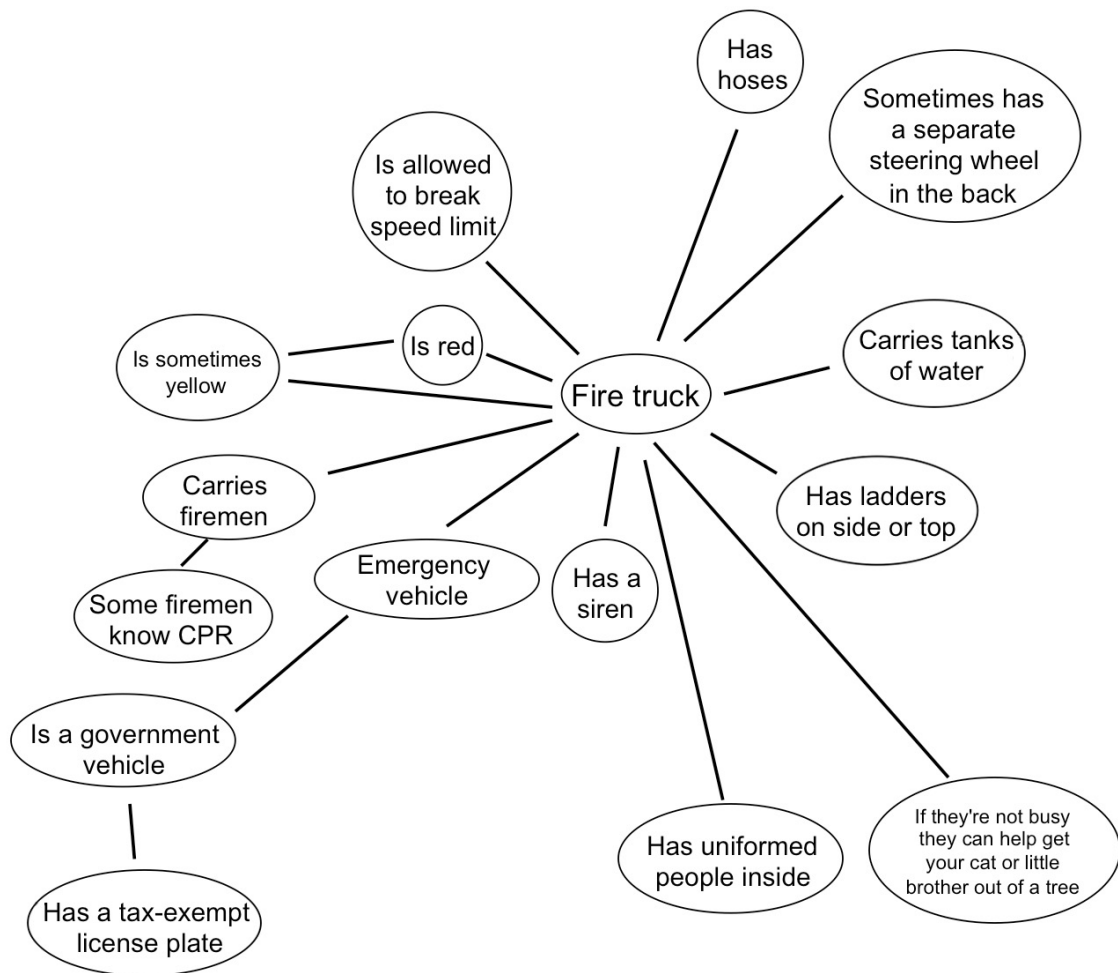 Has
hoses
Sometimes has
a separate
steering wheel
in the back
Is allowed
to break
speed limit
Is red
Is sometimes
yellow
Fire truck
Carries tanks
of water
Carries
firemen
Has ladders
on side or top
Emergency
vehicle
Has a
siren
Some firemen
know CPR
Is a government
vehicle
Has uniformed
people inside
If they're not busy
they can help get
your cat or little
brother out of a tree
Has a tax-exempt
license plate